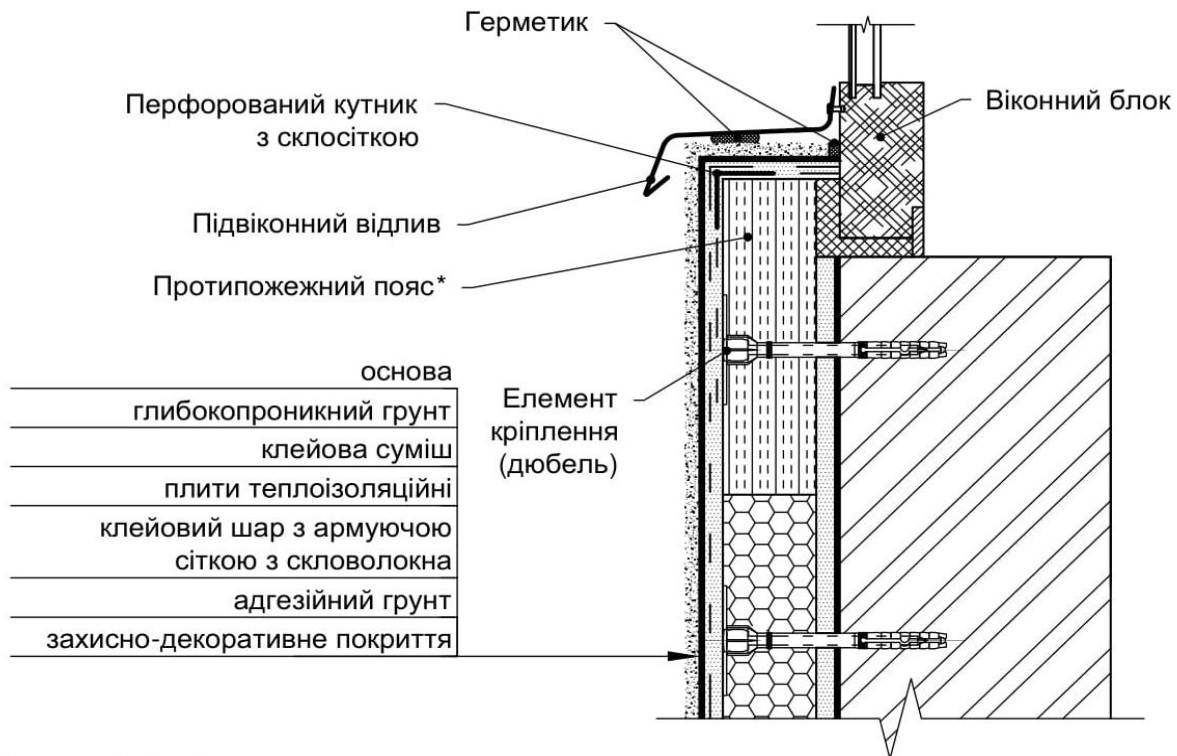 Герметик
Перфорований кутник
з склосіткою
Віконний блок
Підвіконний відлив
Протипожежний пояс*
основа
глибокопроникний грунт
клейова суміш
плити теплоізоляційні
клейовий шар з армуючою
сіткою з скловолокна
адгезійний грунт
захисно-декоративне покриття
Елемент
кріплення
(дюбель)